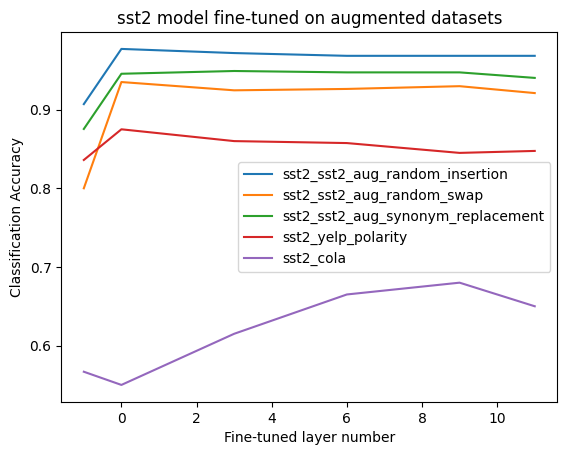 sst2 model fine-tuned on augmented datasets
Classification Accuracy
0.9
0.8
0.7
0.6
sst2_sst2_aug_random_insertion
sst2_sst2_aug_random_swap
sst2_sst2_aug_synonym_replacement
sst2_yelp_polarity
sst2_cola
0 2 4 6 8 10
Fine-tuned layer number